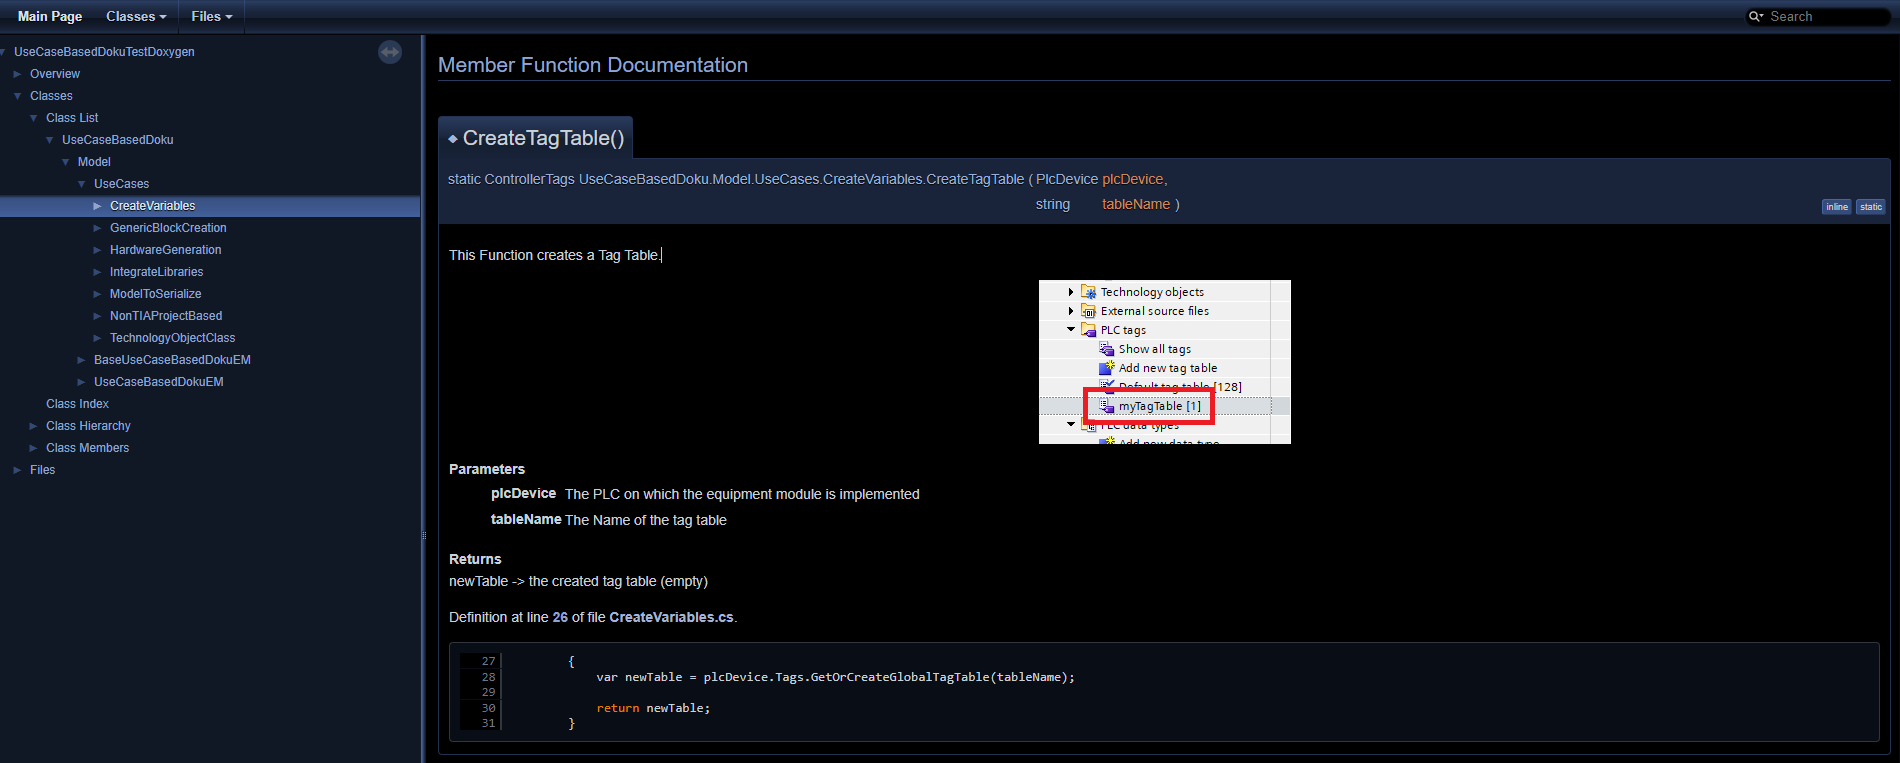 Main Page Classes Files Search
UseCaseBasedDokuTestDoxygen
Overview
Classes
Class List
UseCaseBasedDoku
Model
UseCases
CreateVariables
GenericBlockCreation
HardwareGeneration
IntegrateLibraries
ModelToSerialize
NonTIAProjectBased
TechnologyObjectClass
BaseUseCaseBasedDokuEM
UseCaseBasedDokuEM
Class Index
Class Hierarchy
Class Members
Files
Member Function Documentation
CreateTagTable()
static ControllerTags UseCaseBasedDoku.Model.UseCases.CreateVariables.CreateTagTable ( PlcDevice plcDevice,
string tableName )
inline static
This Function creates a Tag Table.
Technology objects
External source files
PLC tags
Show all tags
Add new tag table
Default tag table [128]
myTagTable [1]
PLC data types
Add new data type
Parameters
plcDevice The PLC on which the equipment module is implemented
tableName The Name of the tag table
Returns
newTable -> the created tag table (empty)
Definition at line 26 of file CreateVariables.cs.
27 {
28 var newTable = plcDevice.Tags.GetOrCreateGlobalTagTable(tableName);
29
30 return newTable;
31 }